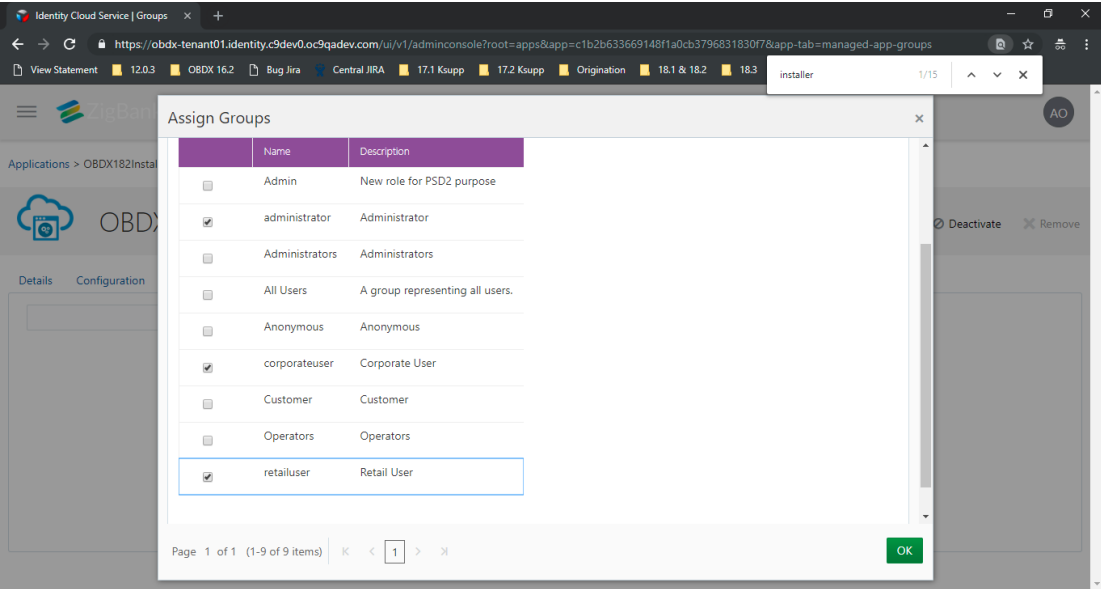 Identity Cloud Service | Groups
https://obdx-tenant01.identity.c9dev0.oc9qadev.com/ui/v1/adminconsole?root=apps&app=c1b2b633669148f1a0cb3796831830f7&app-tab=managed-app-groups
View Statement 12.0.3 OBDX 16.2 Bug Jira Central JIRA 17.1 Ksupp 17.2 Ksupp Origination 18.1 & 18.2 18.3
installer 1/15
ZigBan
AO
Assign Groups
Applications > OBDX182Instal
OBDX
Deactivate Remove
Details Configuration
Name Description
Admin New role for PSD2 purpose
administrator Administrator
Administrators Administrators
All Users A group representing all users.
Anonymous Anonymous
corporateuser Corporate User
Customer Customer
Operators Operators
retailuser Retail User
Page 1 of 1 (1-9 of 9 items) 1
OK